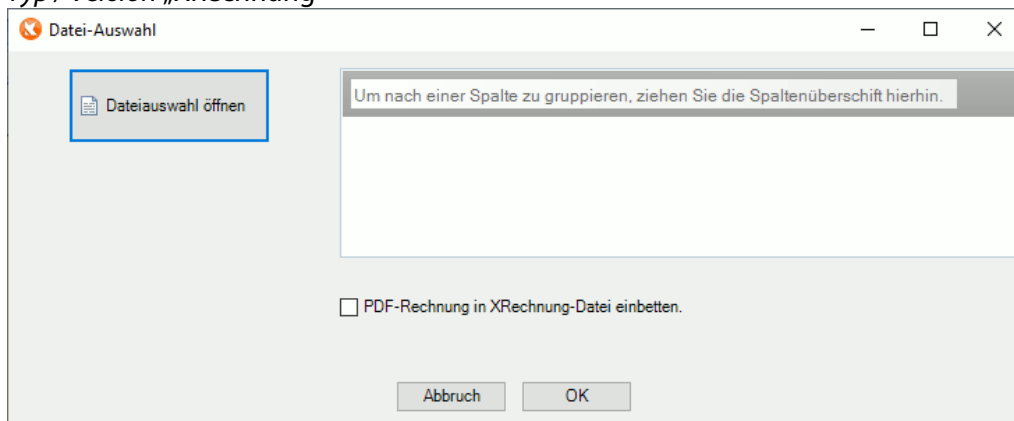 Typ / Version „XRechnung“
Datei-Auswahl
Dateiauswahl öffnen
Um nach einer Spalte zu gruppieren, ziehen Sie die Spaltenüberschift hierhin.
PDF-Rechnung in XRechnung-Datei einbetten.
Abbruch
OK